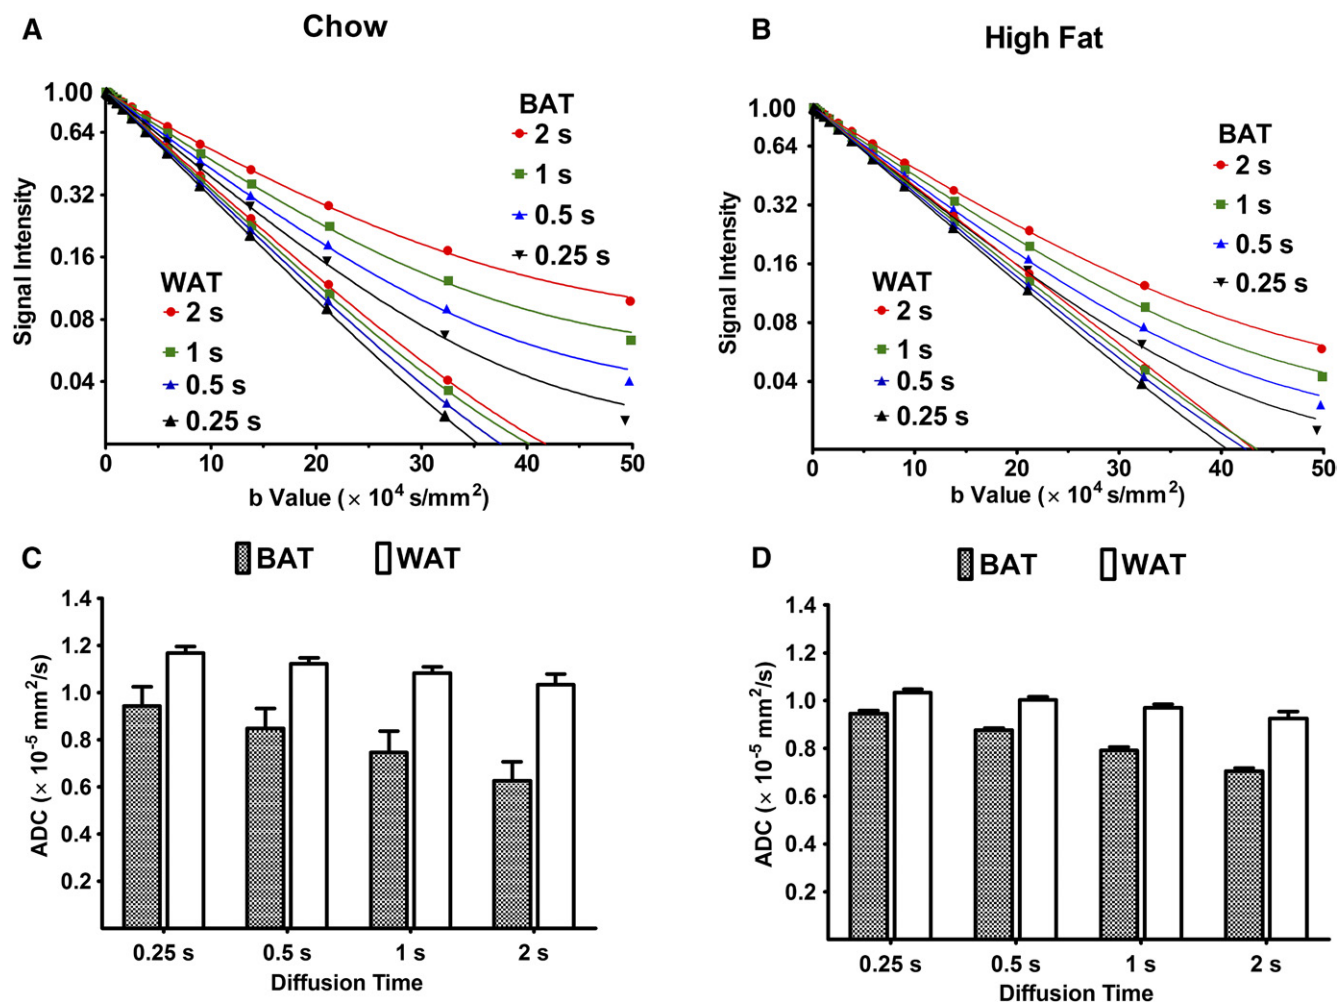 A
Chow
1.00
0.64
0.32
0.16
0.08
0.04
Signal Intensity
BAT
2 s
1 s
0.5 s
0.25 s
WAT
2 s
1 s
0.5 s
0.25 s
0 10 20 30 40 50
b Value (× 10⁴ s/mm²)
B
High Fat
1.00
0.64
0.32
0.16
0.08
0.04
Signal Intensity
BAT
2 s
1 s
0.5 s
0.25 s
WAT
2 s
1 s
0.5 s
0.25 s
0 10 20 30 40 50
b Value (× 10⁴ s/mm²)
C
BAT WAT
1.4
1.2
1.0
0.8
0.6
0.4
0.2
ADC (× 10⁻⁵ mm²/s)
0.25 s 0.5 s 1 s 2 s
Diffusion Time
D
BAT WAT
1.4
1.2
1.0
0.8
0.6
0.4
0.2
ADC (× 10⁻⁵ mm²/s)
0.25 s 0.5 s 1 s 2 s
Diffusion Time